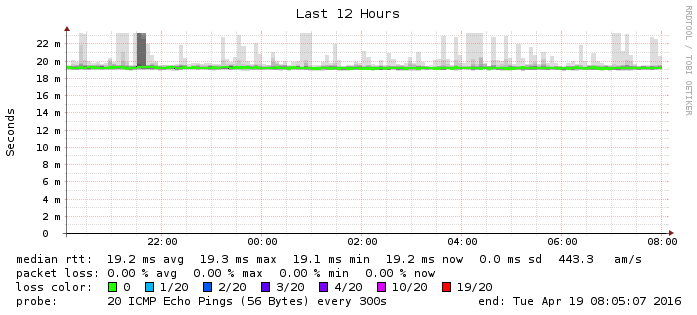 Last 12 Hours
RRDTOOL / TOBI OETIKER
Seconds
22 m
20 m
18 m
16 m
14 m
12 m
10 m
8 m
6 m
4 m
2 m
0
22:00 00:00 02:00 04:00 06:00 08:00
median rtt: 19.2 ms avg 19.3 ms max 19.1 ms min 19.2 ms now 0.0 ms sd 443.3 am/s
packet loss: 0.00 % avg 0.00 % max 0.00 % min 0.00 % now
loss color: 0 1/20 2/20 3/20 4/20 10/20 19/20
probe: 20 ICMP Echo Pings (56 Bytes) every 300s end: Tue Apr 19 08:05:07 2016